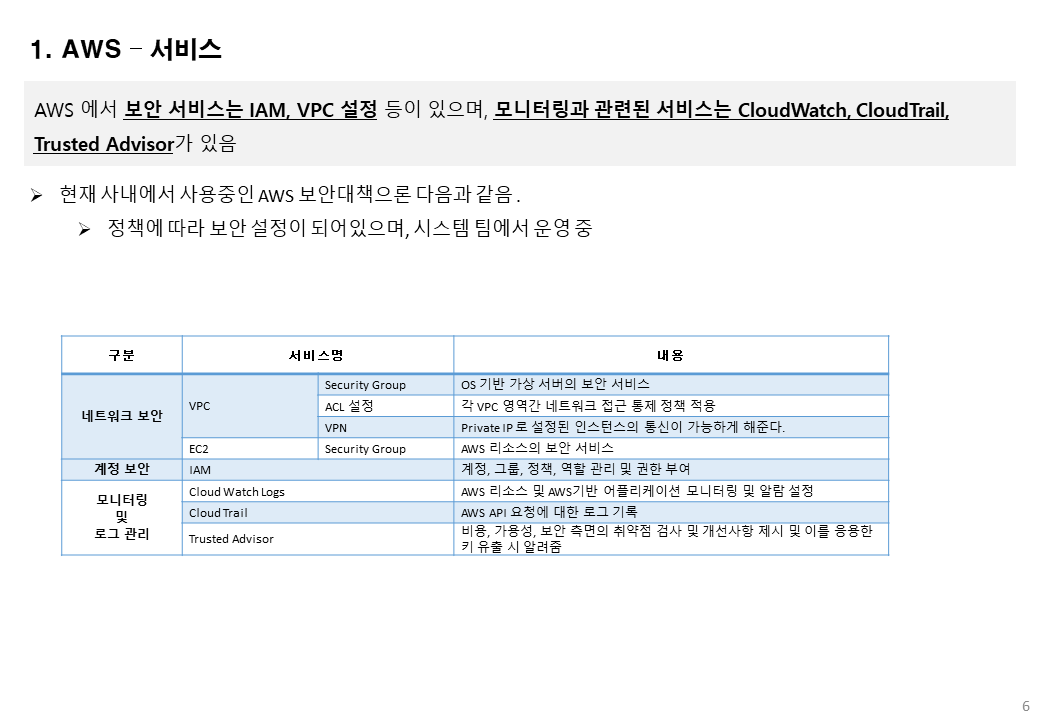 1. AWS – 서비스
AWS 에서 보안 서비스는 IAM, VPC 설정 등이 있으며, 모니터링과 관련된 서비스는 CloudWatch, CloudTrail,
Trusted Advisor가 있음
➢ 현재 사내에서 사용중인 AWS 보안대책으론 다음과 같음 .
➢ 정책에 따라 보안 설정이 되어있으며, 시스템 팀에서 운영 중
구분 서비스명 내용
네트워크 보안 VPC Security Group OS 기반 가상 서버의 보안 서비스
ACL 설정 각 VPC 영역간 네트워크 접근 통제 정책 적용
VPN Private IP 로 설정된 인스턴스의 통신이 가능하게 해준다.
EC2 Security Group AWS 리소스의 보안 서비스
계정 보안 IAM 계정, 그룹, 정책, 역할 관리 및 권한 부여
모니터링
및
로그 관리
Cloud Watch Logs AWS 리소스 및 AWS기반 어플리케이션 모니터링 및 알람 설정
Cloud Trail AWS API 요청에 대한 로그 기록
Trusted Advisor 비용, 가용성, 보안 측면의 취약점 검사 및 개선사항 제시 및 이를 응용한
키 유출 시 알려줌
6